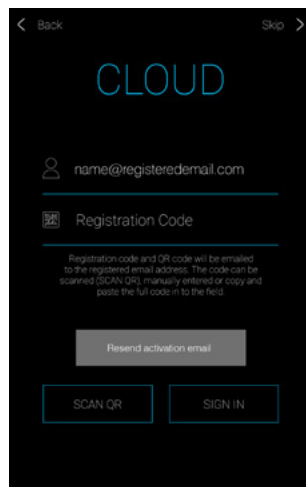 Back Skip
CLOUD
name@registeredemail.com
Registration Code
Registration code and QR code will be emailed
to the registered email address. The code can be
scanned (SCAN QR), manually entered or copy and
paste the full code in to the field.
Resend activation email
SCAN QR SIGN IN